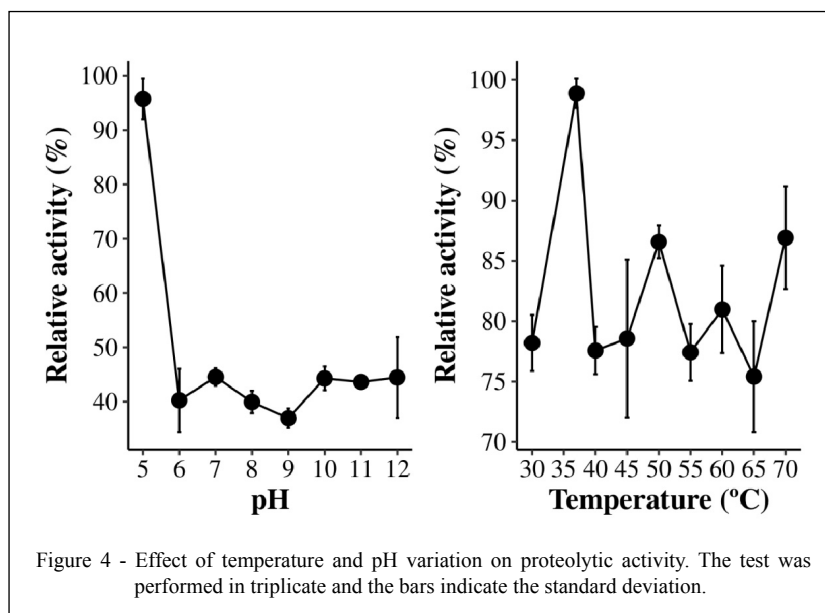 100
90
80
70
60
50
40
Relative activity (%)
5 6 7 8 9 10 11 12
pH
100
95
90
85
80
75
70
Relative activity (%)
30 35 40 45 50 55 60 65 70
Temperature (ºC)
Figure 4 - Effect of temperature and pH variation on proteolytic activity. The test was
performed in triplicate and the bars indicate the standard deviation.